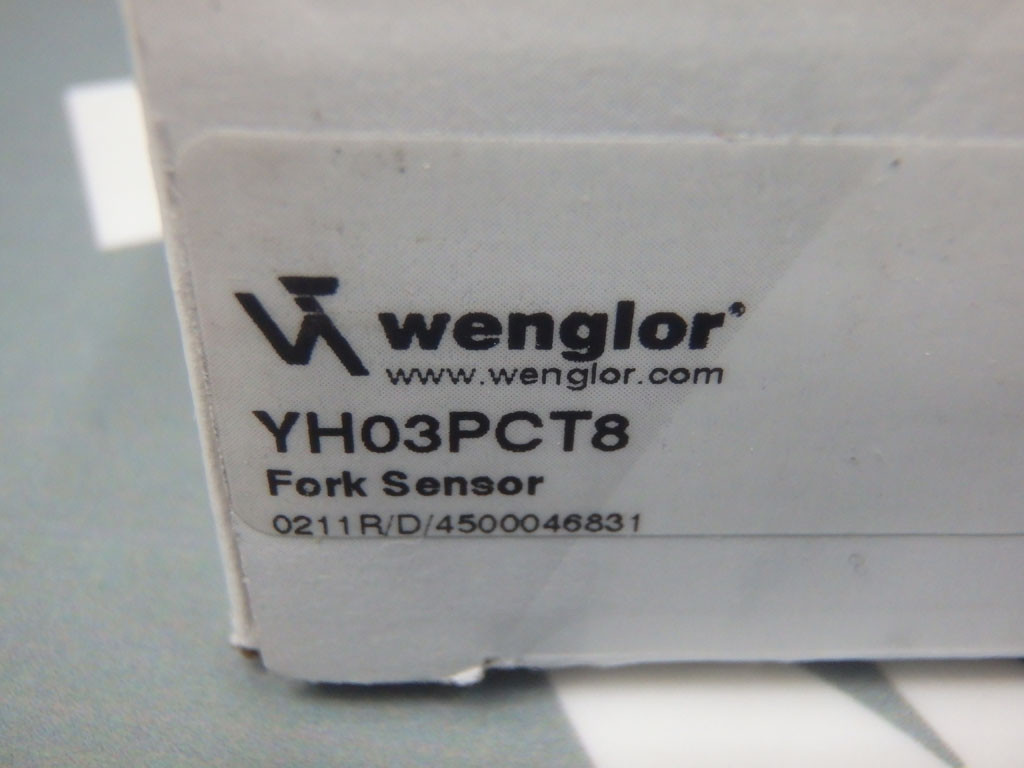 wenglor®
www.wenglor.com
YH03PCT8
Fork Sensor
0211R/D/4500046831